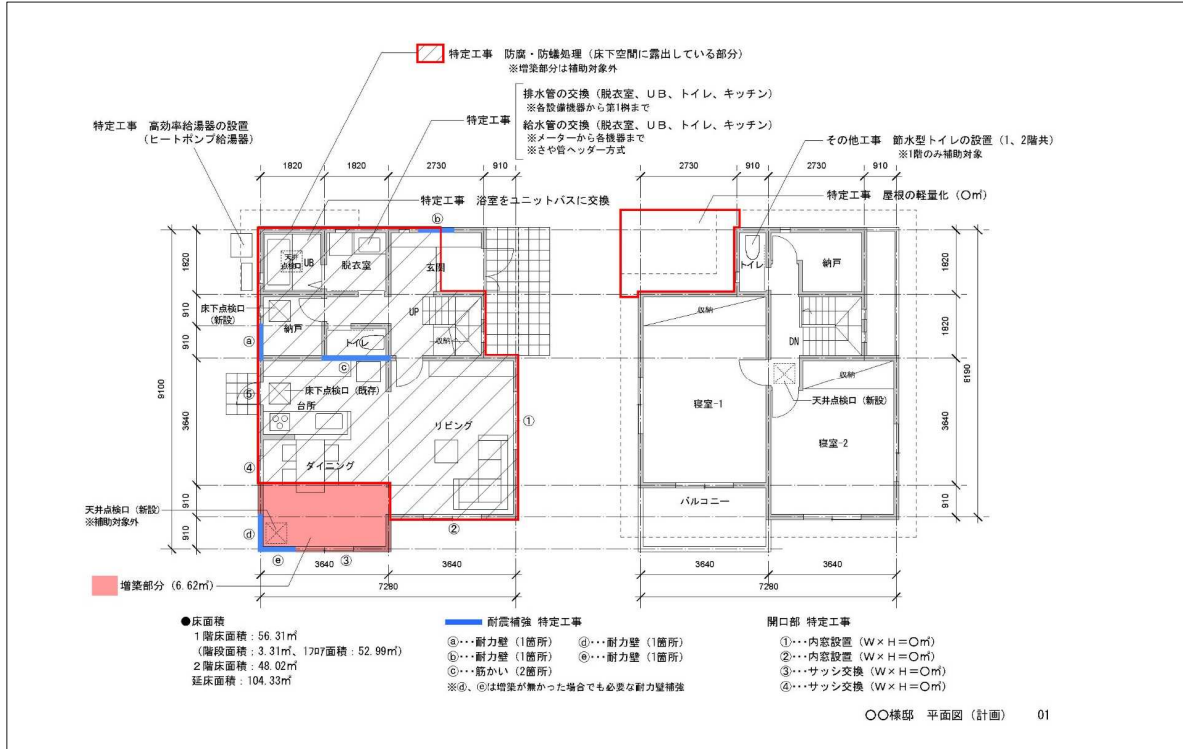 特定工事 防腐・防蟻処理（床下空間に露出している部分）
※増築部分は補助対象外
特定工事
排水管の交換（脱衣室、ＵＢ、トイレ、キッチン）
※各設備機器から第1桝まで
給水管の交換（脱衣室、ＵＢ、トイレ、キッチン）
※メーターから各機器まで
※さや管ヘッダー方式
特定工事 高効率給湯器の設置
（ヒートポンプ給湯器）
その他工事 節水型トイレの設置（1、2階共）
※1階のみ補助対象
特定工事 浴室をユニットバスに交換
特定工事 屋根の軽量化（〇㎡）
1820 1820 2730 910
2730 910 2730 910
ⓑ
天井
点検口
UB
脱衣室
玄関
トイレ
納戸
9100
1820
910
910
3640
910
910
床下点検口
（新設）
納戸
UP
トイレ
収納
ⓐ
ⓒ
⑤
床下点検口（既存）
台所
リビング
①
④
ダイニング
天井点検口（新設）
※補助対象外
ⓓ
ⓔ
③
②
収納
DN
収納
天井点検口（新設）
寝室-1
寝室-2
バルコニー
1820
1820
3640
910
8190
3640 3640
7280
3640 3640
7280
増築部分（6.62㎡）
●床面積
1階床面積：56.31㎡
（階段面積：3.31㎡、1フロア面積：52.99㎡）
2階床面積：48.02㎡
延床面積：104.33㎡
耐震補強 特定工事
ⓐ･･･耐力壁（1箇所） ⓓ･･･耐力壁（1箇所）
ⓑ･･･耐力壁（1箇所） ⓔ･･･耐力壁（1箇所）
ⓒ･･･筋かい（2箇所）
※ⓓ、ⓔは増築が無かった場合でも必要な耐力壁補強
開口部 特定工事
①･･･内窓設置（W×H＝〇㎡）
②･･･内窓設置（W×H＝〇㎡）
③･･･サッシ交換（W×H＝〇㎡）
④･･･サッシ交換（W×H＝〇㎡）
〇〇様邸 平面図（計画） 01